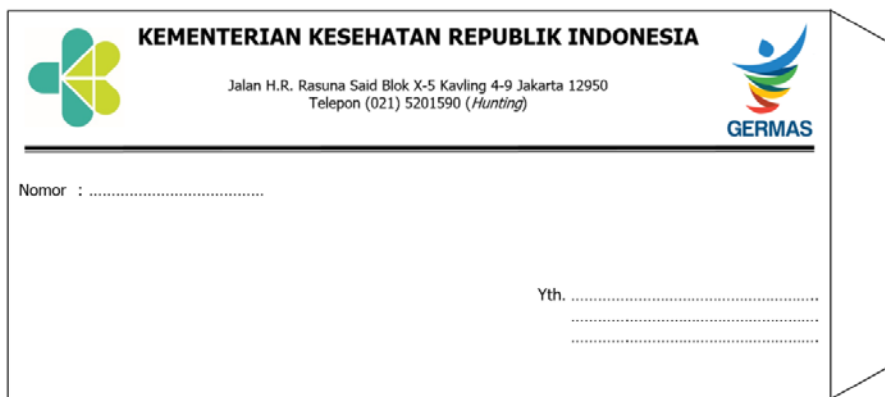 KEMENTERIAN KESEHATAN REPUBLIK INDONESIA
Jalan H.R. Rasuna Said Blok X-5 Kavling 4-9 Jakarta 12950
Telepon (021) 5201590 (Hunting)
GERMAS
Nomor : .......................................
Yth. ........................................................
........................................................
........................................................